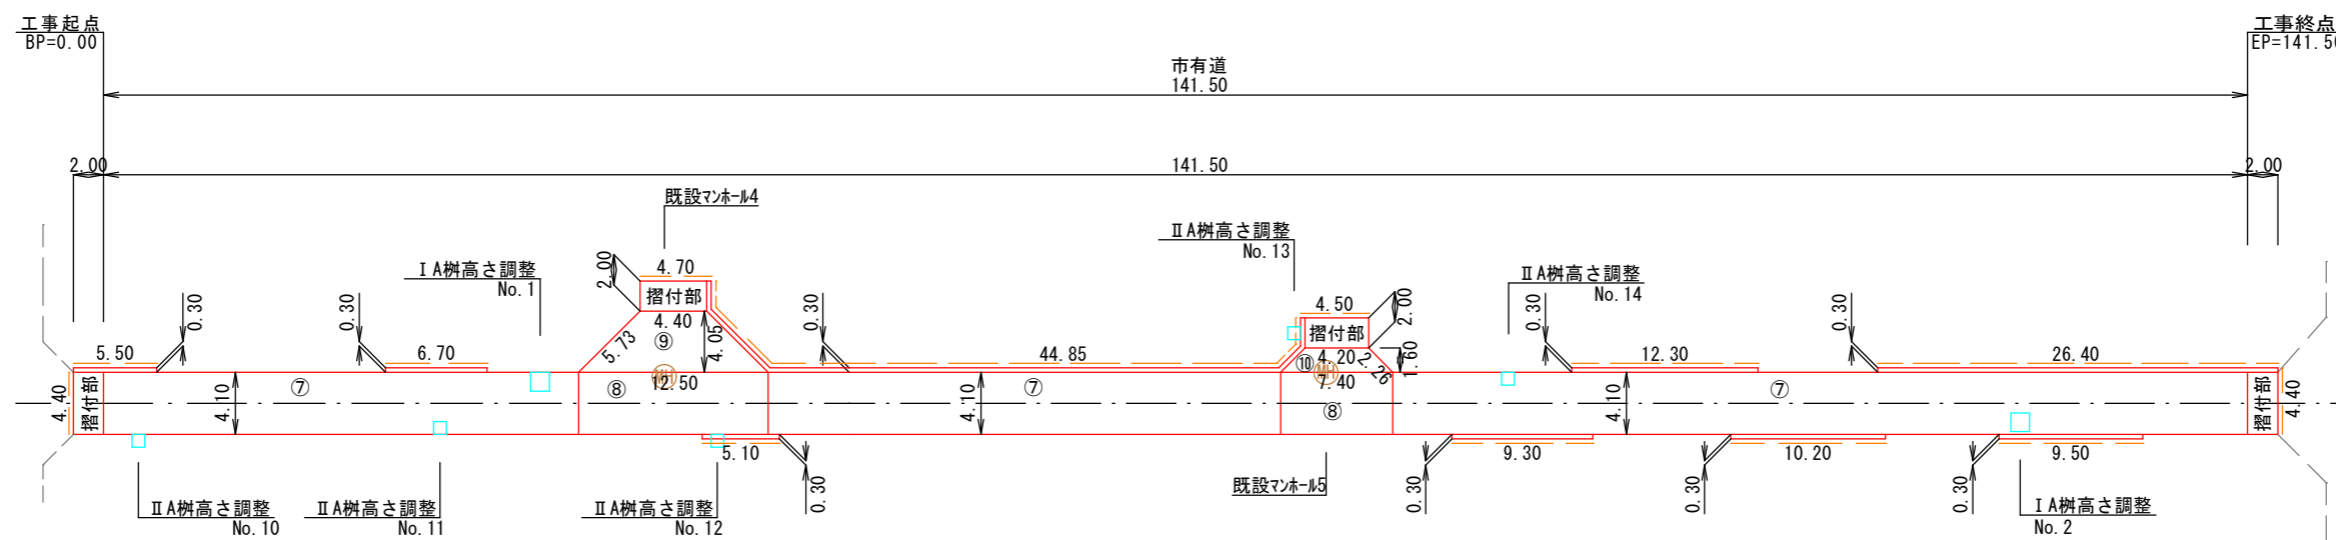 工事起点
BP=0.00
工事終点
EP=141.50
市有道
141.50
2.00
141.50
2.00
既設マンホール4
ⅡA桝高さ調整
No.13
ⅠA桝高さ調整
No.1
ⅡA桝高さ調整
No.14
2.00
4.70
摺付部
4.40
4.50
摺付部
4.20
2.00
0.30
0.30
0.30
0.30
0.30
5.50
6.70
5.73
⑨
4.05
44.85
⑩
2.26
1.60
12.30
26.40
4.40
摺付部
4.10
⑦
⑧
MH
12.50
4.10
⑦
MH
7.40
⑧
4.10
⑦
摺付部
4.40
5.10
0.30
9.30
0.30
10.20
0.30
9.50
0.30
既設マンホール5
ⅡA桝高さ調整
No.10
ⅡA桝高さ調整
No.11
ⅡA桝高さ調整
No.12
ⅠA桝高さ調整
No.2